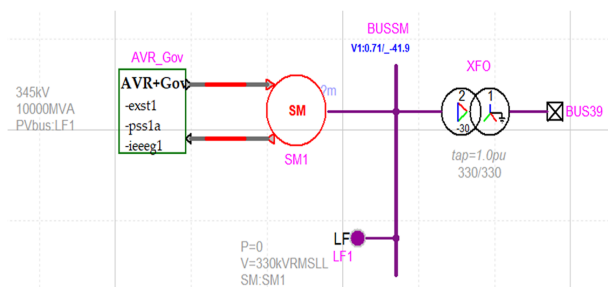 BUSSM
V1:0.71/_-41.9
AVR_Gov
XFO
345kV
10000MVA
PVbus:LF1
AVR+Gov
-exst1
-pss1a
-ieeeg1
SM
?m
SM1
2
1
-30
BUS39
tap=1.0pu
330/330
LF
LF1
P=0
V=330kVRMSLL
SM:SM1